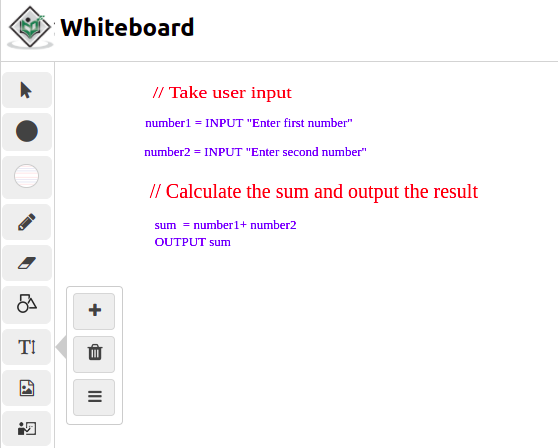 Whiteboard
// Take user input
number1 = INPUT "Enter first number"
number2 = INPUT "Enter second number"
// Calculate the sum and output the result
sum  = number1+ number2
OUTPUT sum
TI